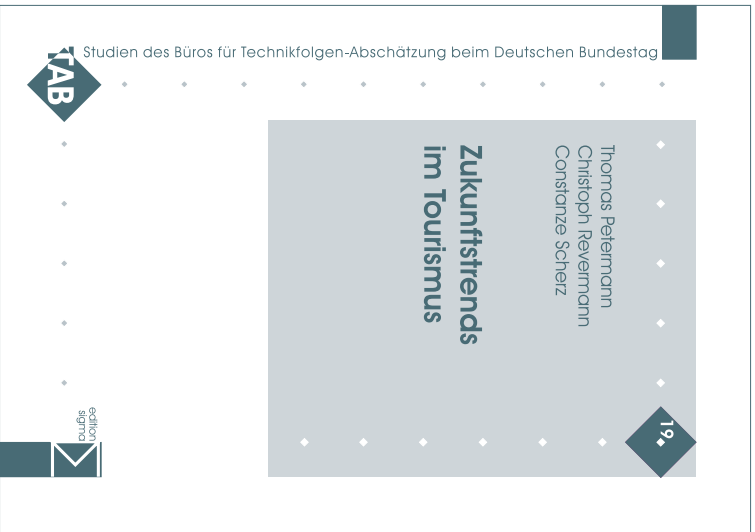 Studien des Büros für Technikfolgen-Abschätzung beim Deutschen Bundestag
TAB
19
Thomas Petermann
Christoph Revermann
Constanze Scherz
Zukunftstrends
im Tourismus
edition
sigma